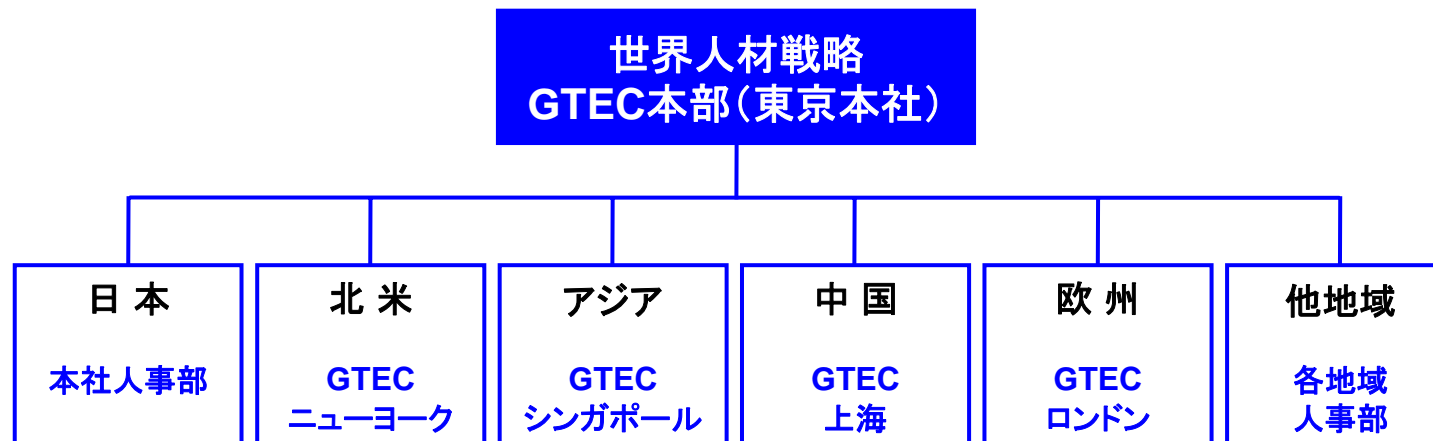 世界人材戦略
GTEC本部（東京本社）
日 本
本社人事部
北 米
GTEC
ニューヨーク
アジア
GTEC
シンガポール
中 国
GTEC
上海
欧 州
GTEC
ロンドン
他地域
各地域
人事部